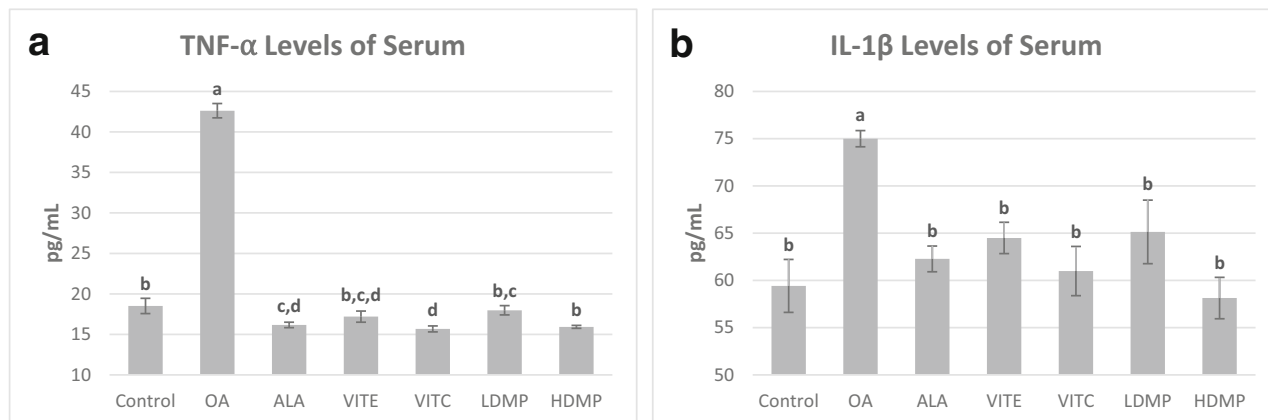 a
TNF-α Levels of Serum
pg/mL
45
40
35
30
25
20
15
10
b
a
c,d
b,c,d
d
b,c
b
Control OA ALA VITE VITC LDMP HDMP
b
IL-1β Levels of Serum
pg/mL
80
75
70
65
60
55
50
b
a
b
b
b
b
b
Control OA ALA VITE VITC LDMP HDMP